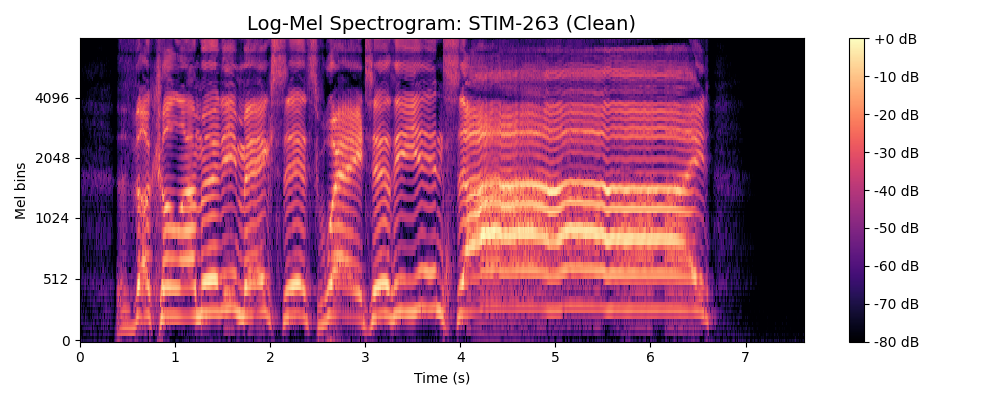 Log-Mel Spectrogram: STIM-263 (Clean)
Mel bins
4096
2048
1024
512
0
0 1 2 3 4 5 6 7
Time (s)
+0 dB
-10 dB
-20 dB
-30 dB
-40 dB
-50 dB
-60 dB
-70 dB
-80 dB